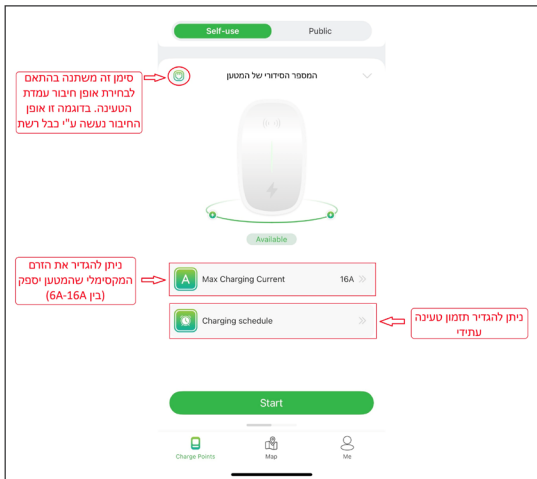 Self-use Public
סימן זה משתנה בהתאם
לבחירת אופן חיבור עמדת
הטעינה. בדוגמה זו אופן
החיבור נעשה ע"י כבל רשת
המספר הסידורי של המטען
Available
ניתן להגדיר את הזרם
המקסימלי שהמטען יספק
(בין 6A-16A)
A Max Charging Current 16A
Charging schedule
ניתן להגדיר תזמון טעינה
עתידי
Start
Charge Points Map Me